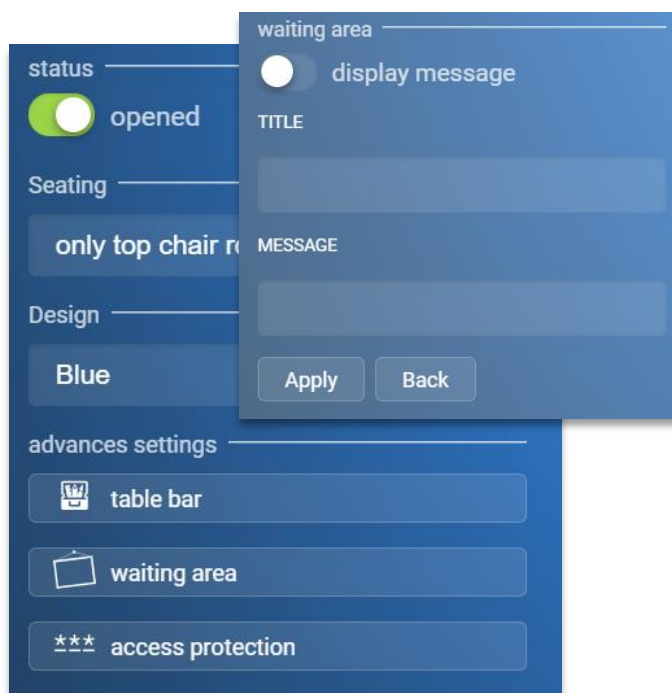 status
opened
Seating
only top chair
Design
Blue
advances settings
table bar
waiting area
*** access protection
waiting area
display message
TITLE
MESSAGE
Apply
Back